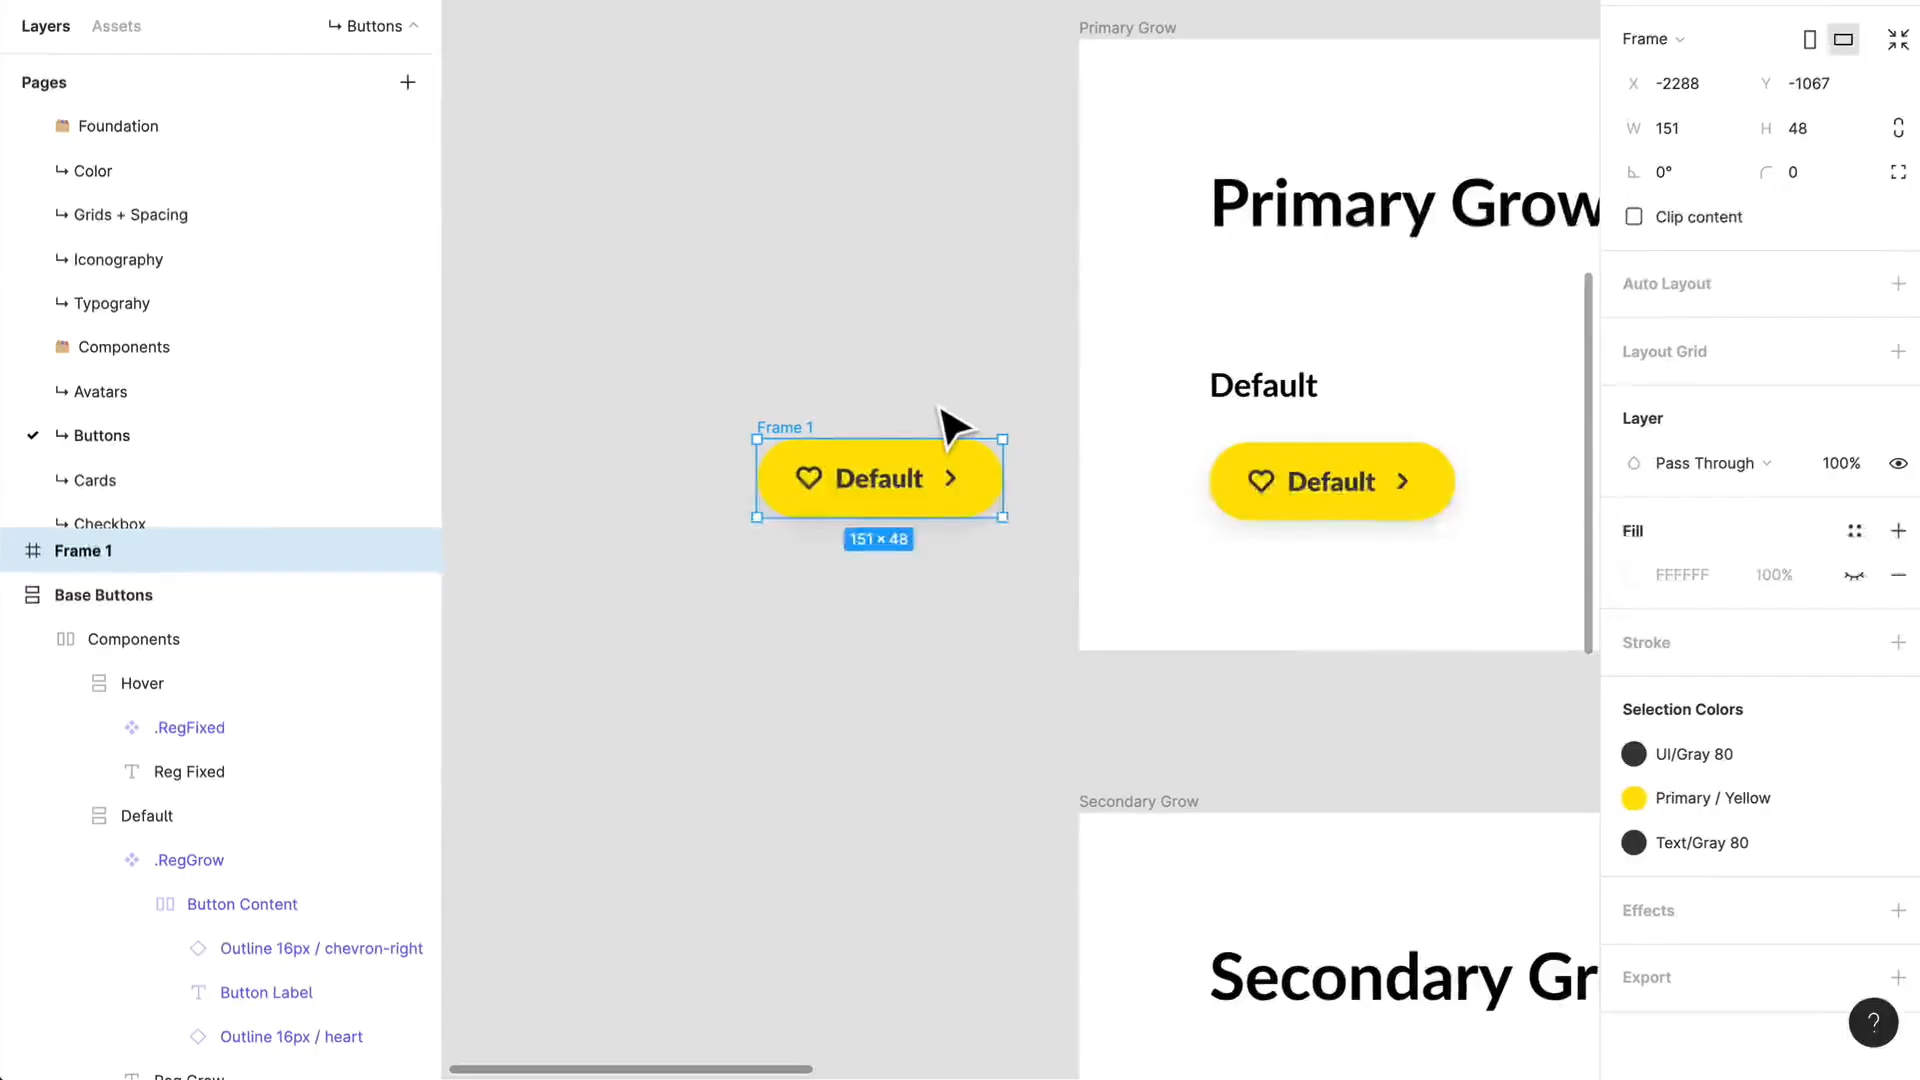 Layers
Assets
Buttons
Pages
Foundation
Color
Grids + Spacing
Iconography
Typograhy
Components
Avatars
Buttons
Cards
Checkbox
Frame 1
Base Buttons
Components
Hover
.RegFixed
Reg Fixed
Default
.RegGrow
Button Content
Outline 16px / chevron-right
Button Label
Outline 16px / heart
Reg Grow
Frame 1
Default
151 × 48
Primary Grow
Primary Grow
Default
Default
Secondary Grow
Secondary Gr
Frame
X -2288 Y -1067
W 151 H 48
0° 0
Clip content
Auto Layout
Layout Grid
Layer
Pass Through 100%
Fill
FFFFFF 100%
Stroke
Selection Colors
UI/Gray 80
Primary / Yellow
Text/Gray 80
Effects
Export
?